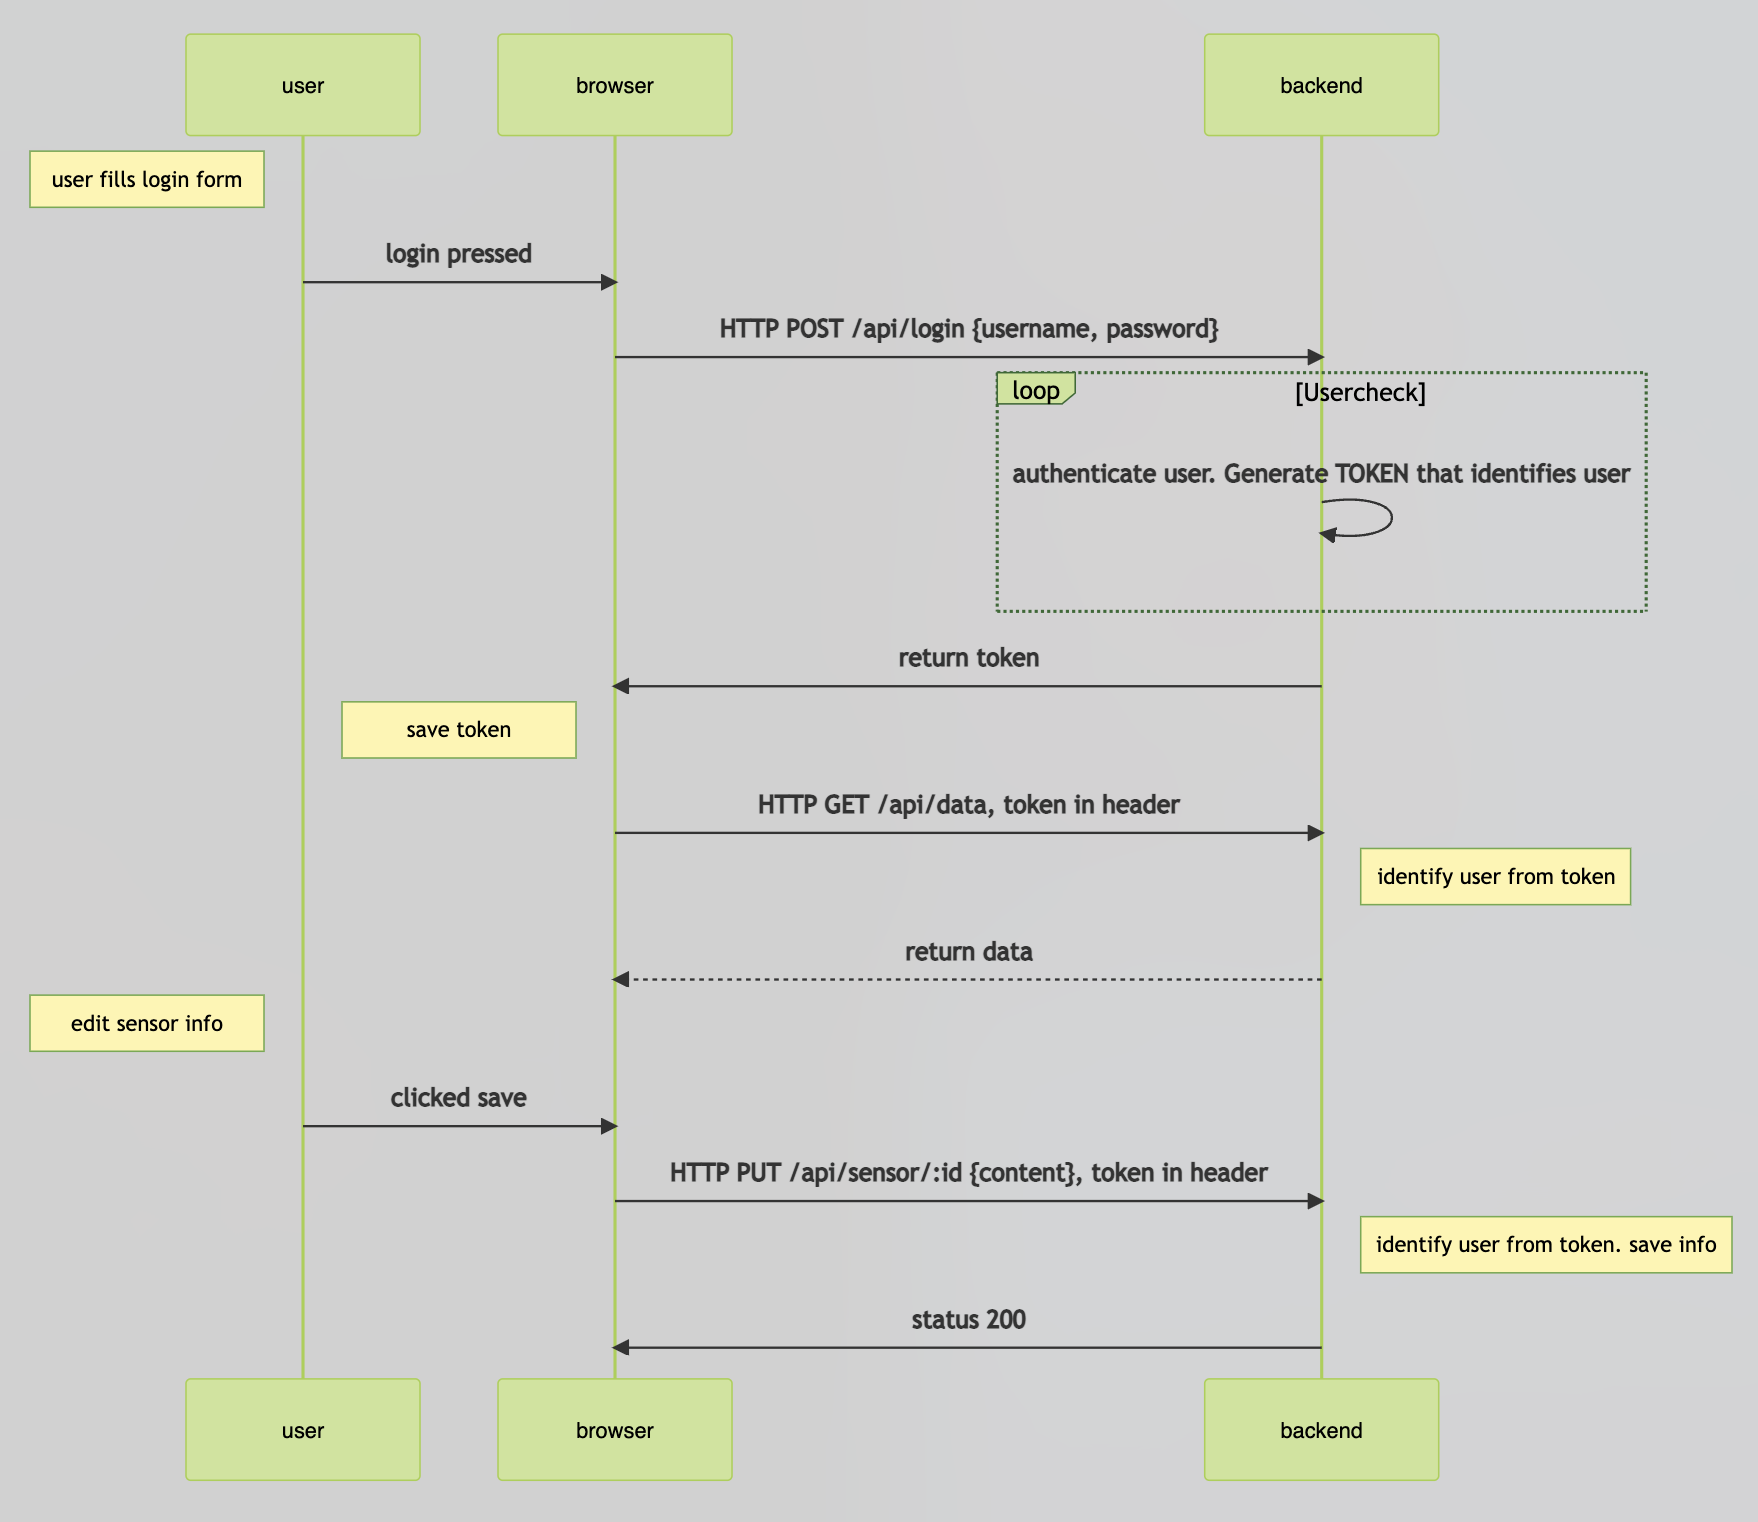 user
browser
backend
user fills login form
login pressed
HTTP POST /api/login {username, password}
loop
[Usercheck]
authenticate user. Generate TOKEN that identifies user
return token
save token
HTTP GET /api/data, token in header
identify user from token
return data
edit sensor info
clicked save
HTTP PUT /api/sensor/:id {content}, token in header
identify user from token. save info
status 200
user
browser
backend